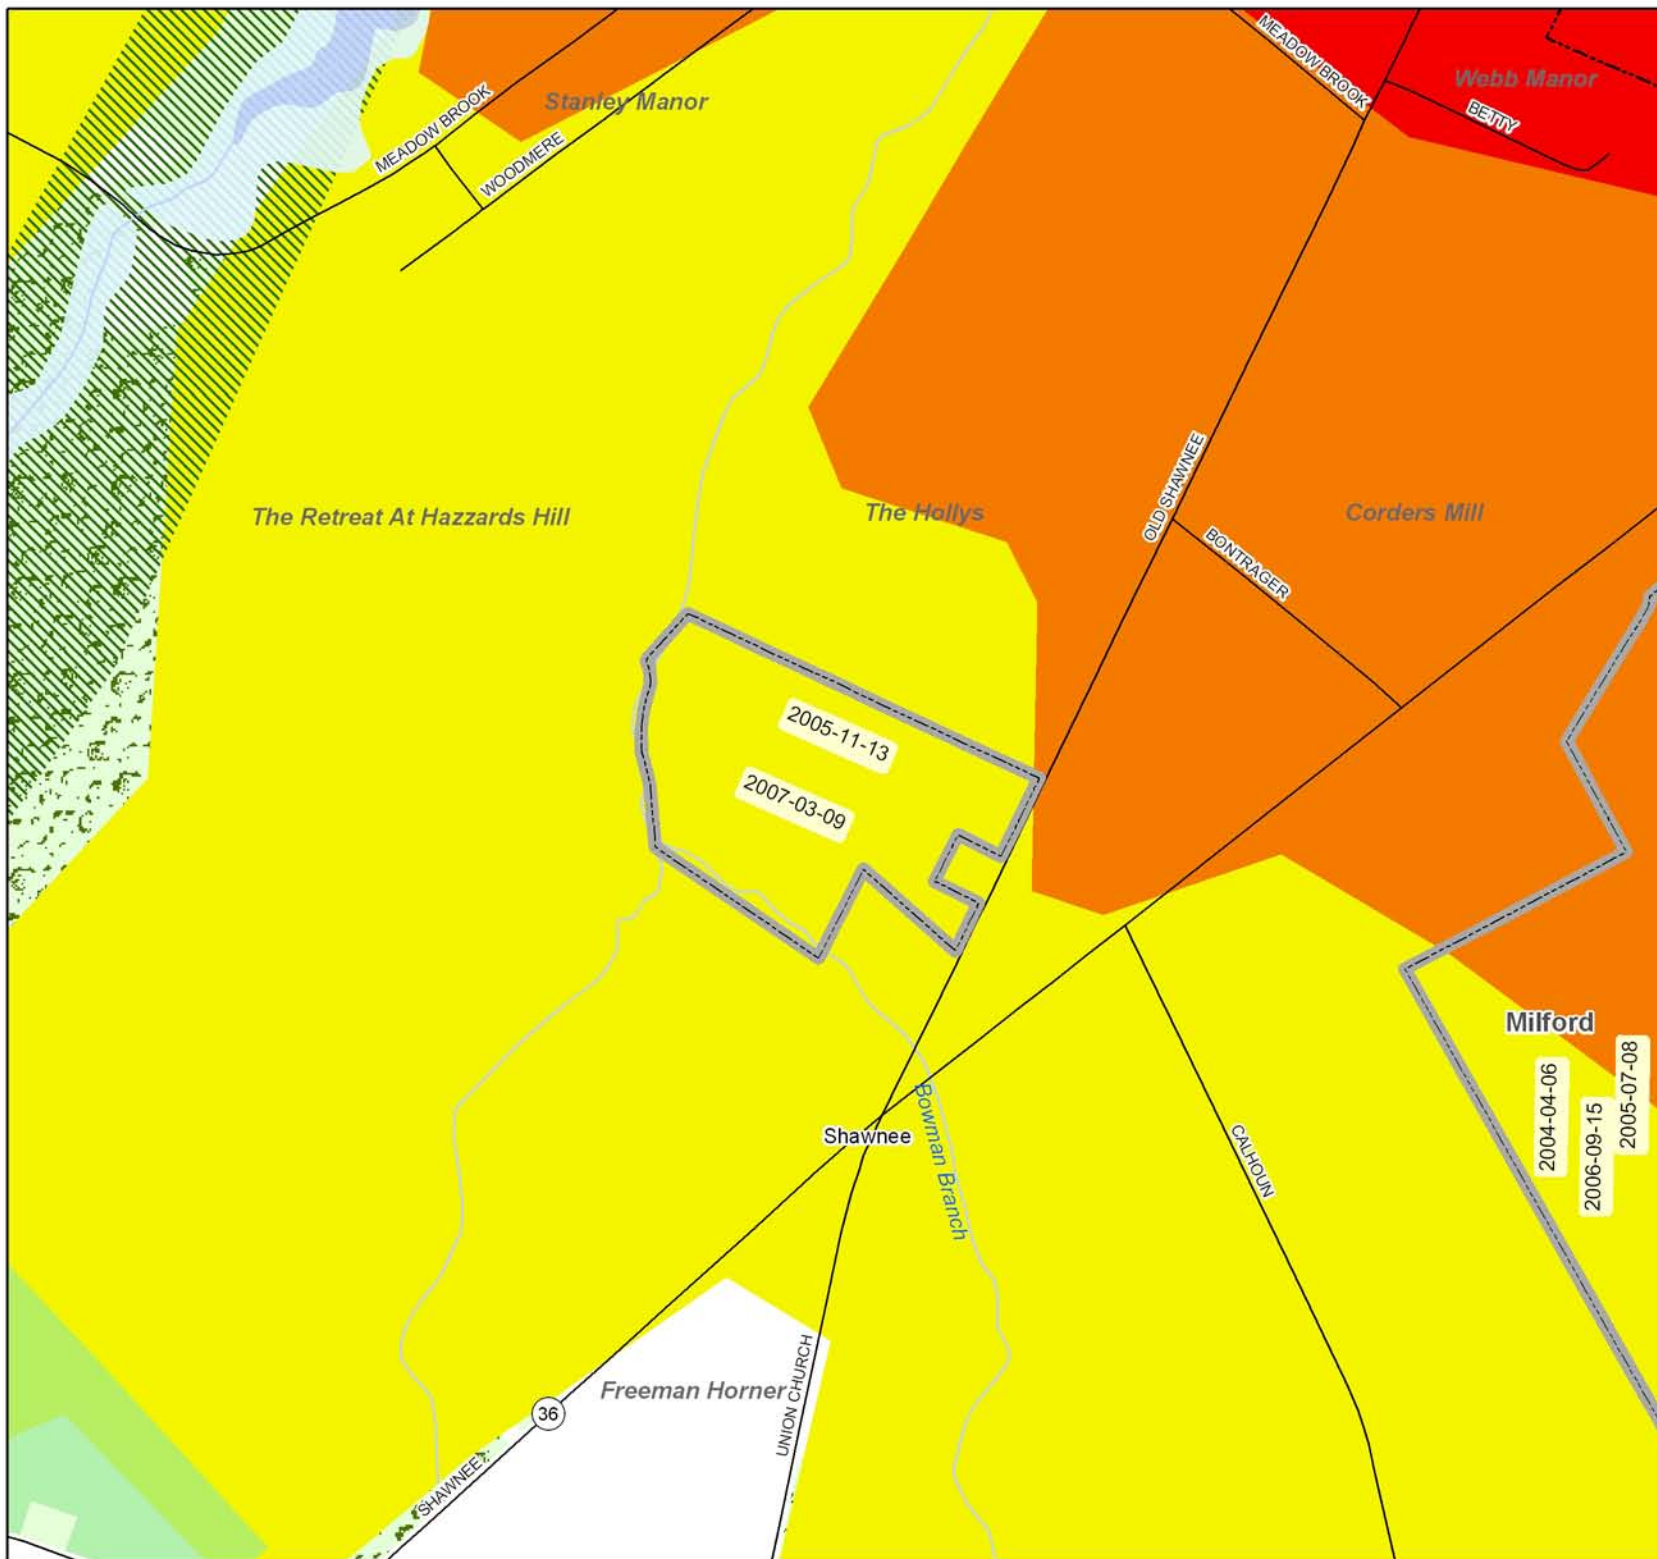 MEADOW BROOK
Webb Manor
Stanley Manor
MEADOW BROOK
BETTY
WOODMERE
OLD SHAWNEE
The Retreat At Hazzards Hill
The Hollys
Corders Mill
BONTRAGER
2005-11-13
2007-03-09
Milford
2004-04-06
2006-09-15
2005-07-08
Shawnee
Bowman Branch
CALHOUN
Freeman Horner
UNION CHURCH
36
SHAWNEE